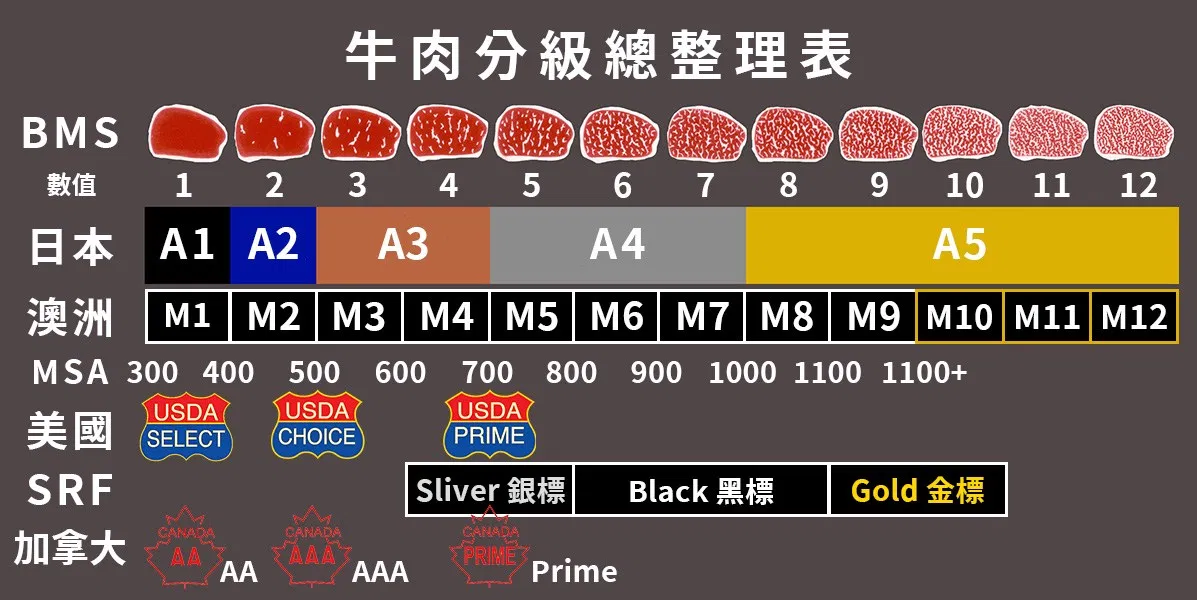 牛肉分級總整理表
BMS
數值 1 2 3 4 5 6 7 8 9 10 11 12
日本 A1 A2 A3 A4 A5
澳洲 M1 M2 M3 M4 M5 M6 M7 M8 M9 M10 M11 M12
MSA 300 400 500 600 700 800 900 1000 1100 1100+
美國 USDA SELECT USDA CHOICE USDA PRIME
SRF Sliver 銀標 Black 黑標 Gold 金標
加拿大 CANADA AA AA CANADA AAA AAA CANADA PRIME Prime